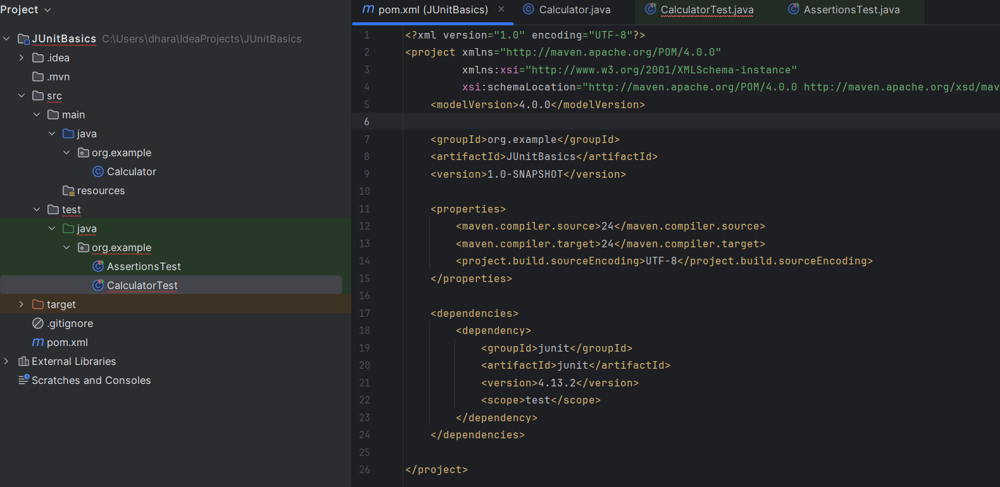 Project
JUnitBasics C:\Users\dhara\IdeaProjects\JUnitBasics
.idea
.mvn
src
main
java
org.example
Calculator
resources
test
java
org.example
AssertionsTest
CalculatorTest
target
.gitignore
m pom.xml
External Libraries
Scratches and Consoles
m pom.xml (JUnitBasics) × C Calculator.java C CalculatorTest.java C AssertionsTest.java
1 <?xml version="1.0" encoding="UTF-8"?>
2 <project xmlns="http://maven.apache.org/POM/4.0.0"
3 xmlns:xsi="http://www.w3.org/2001/XMLSchema-instance"
4 xsi:schemaLocation="http://maven.apache.org/POM/4.0.0 http://maven.apache.org/xsd/mav
5 <modelVersion>4.0.0</modelVersion>
6
7 <groupId>org.example</groupId>
8 <artifactId>JUnitBasics</artifactId>
9 <version>1.0-SNAPSHOT</version>
10
11 <properties>
12 <maven.compiler.source>24</maven.compiler.source>
13 <maven.compiler.target>24</maven.compiler.target>
14 <project.build.sourceEncoding>UTF-8</project.build.sourceEncoding>
15 </properties>
16
17 <dependencies>
18 <dependency>
19 <groupId>junit</groupId>
20 <artifactId>junit</artifactId>
21 <version>4.13.2</version>
22 <scope>test</scope>
23 </dependency>
24 </dependencies>
25
26 </project>